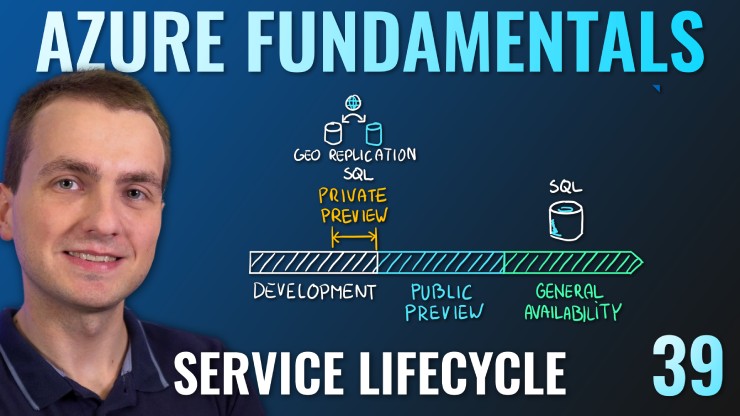 AZURE FUNDAMENTALS
GEO REPLICATION
SQL
PRIVATE
PREVIEW
SQL
DEVELOPMENT
PUBLIC
PREVIEW
GENERAL
AVAILABILITY
SERVICE LIFECYCLE
39